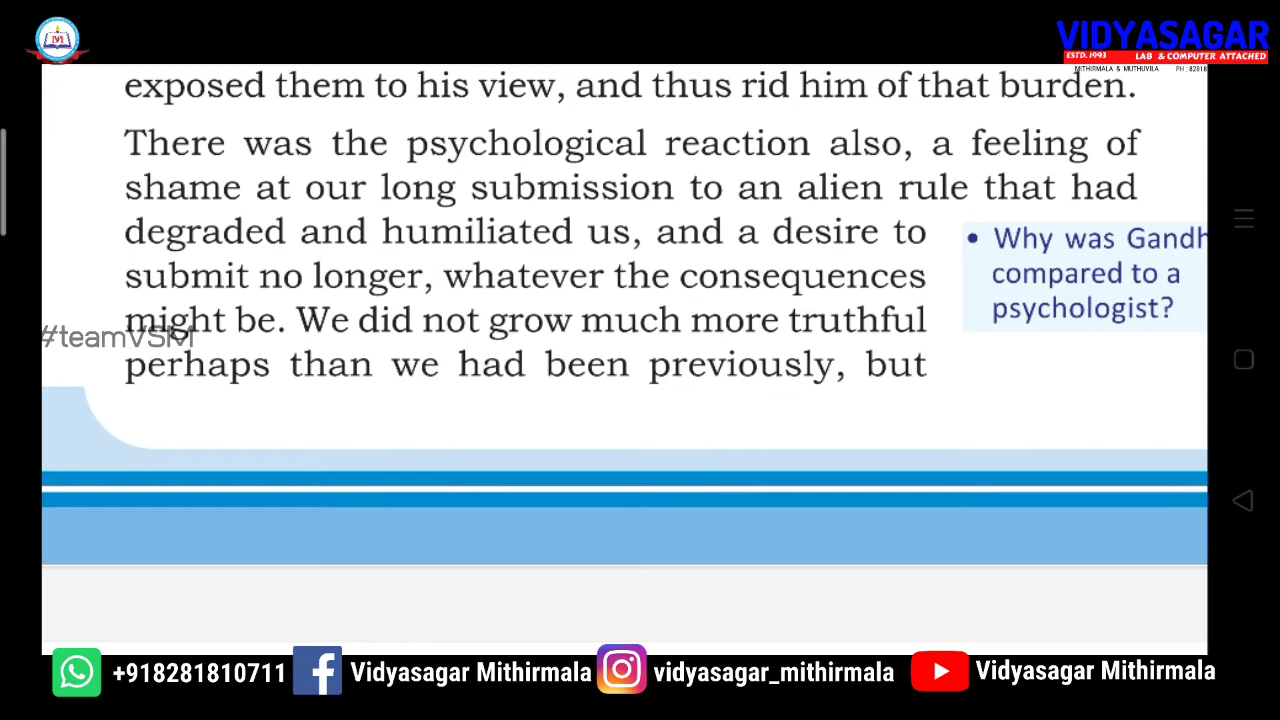 VIDYASAGAR
ESTD. 1993 LAB & COMPUTER ATTACHED
MITHIRMALA & MUTHUVILA PH : 82818
exposed them to his view, and thus rid him of that burden.
There was the psychological reaction also, a feeling of
shame at our long submission to an alien rule that had
degraded and humiliated us, and a desire to
submit no longer, whatever the consequences
might be. We did not grow much more truthful
perhaps than we had been previously, but
• Why was Gandh
compared to a
psychologist?
#teamVSM
+918281810711 Vidyasagar Mithirmala vidyasagar_mithirmala Vidyasagar Mithirmala